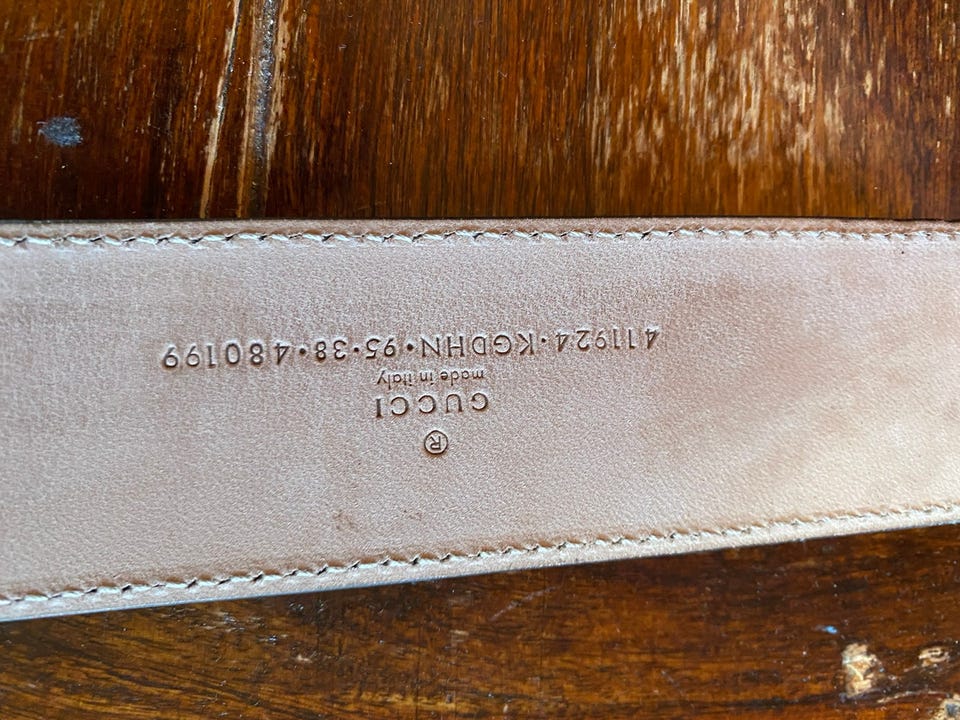 ®
GUCCI
made in italy
411924·KGDHN·95·38·480199